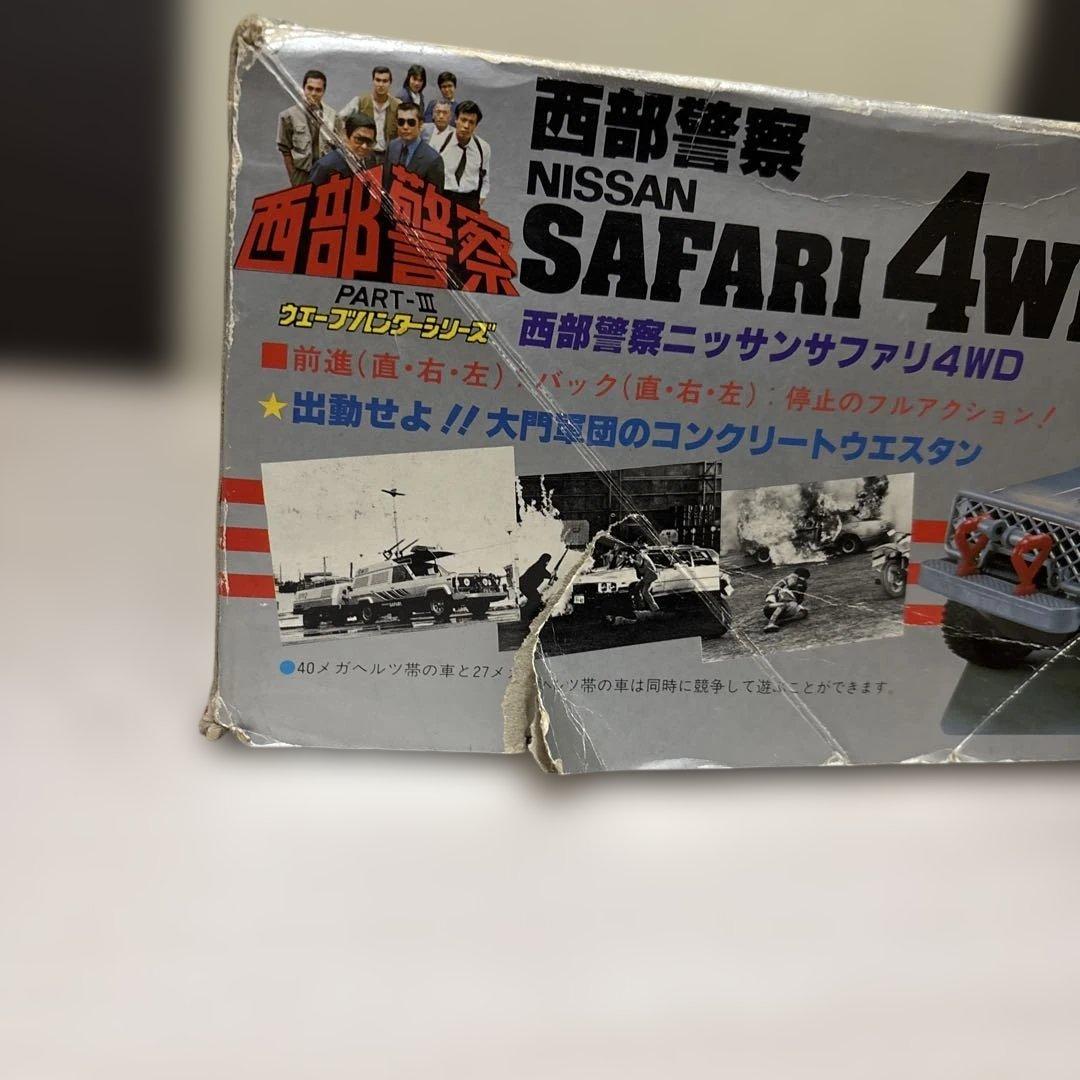 西部警察
PART-III
ウエーブハンターシリーズ
西部警察
NISSAN
SAFARI 4W
西部警察ニッサンサファリ4WD
■前進(直・右・左):バック(直・右・左):停止のフルアクション!
★出動せよ!!大門軍団のコンクリートウエスタン
SAFARI
●40メガヘルツ帯の車と27メ ヘルツ帯の車は同時に競争して遊ぶことができます。